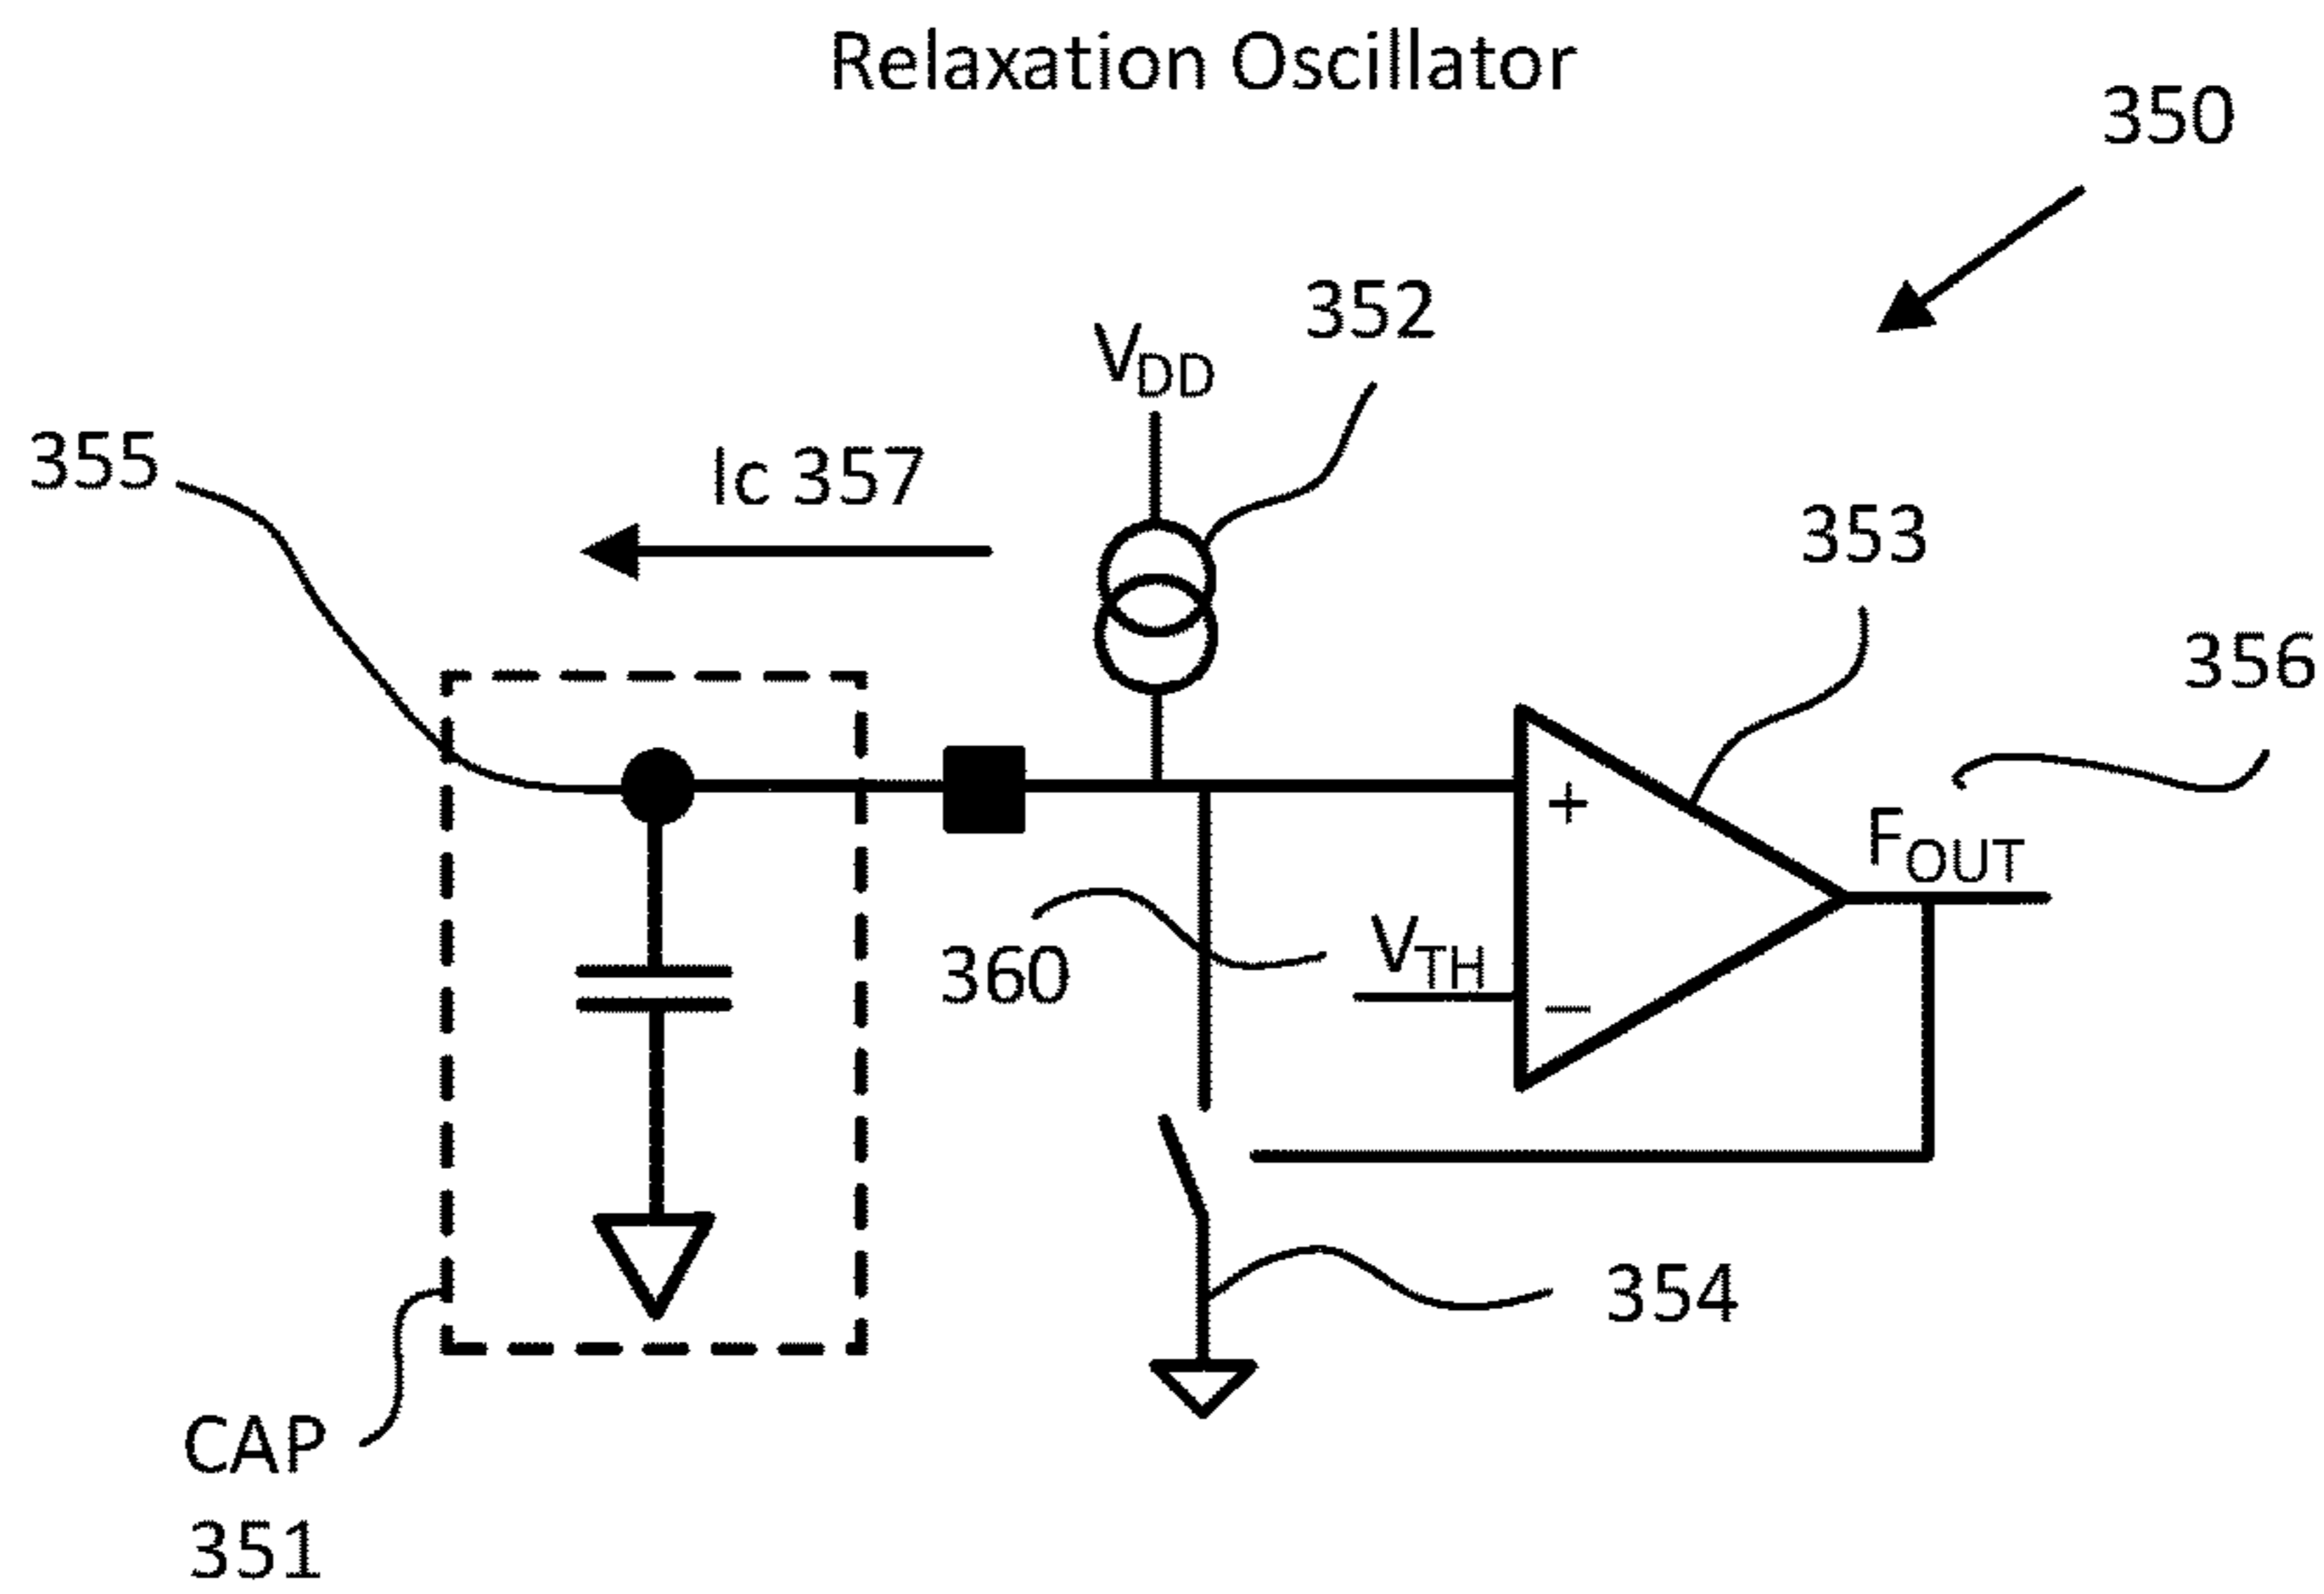 Relaxation Oscillator
350
352
VDD
355
Ic 357
353
356
+
FOUT
360
VTH
–
354
CAP
351